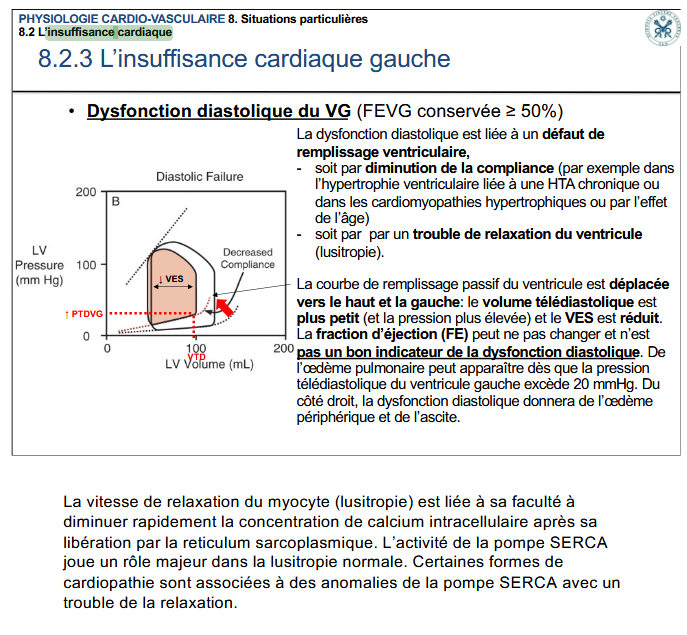 PHYSIOLOGIE CARDIO-VASCULAIRE 8. Situations particulières
8.2 L'insuffisance cardiaque
8.2.3 L'insuffisance cardiaque gauche
• Dysfonction diastolique du VG (FEVG conservée ≥ 50%)
La dysfonction diastolique est liée à un défaut de
remplissage ventriculaire,
- soit par diminution de la compliance (par exemple dans
l'hypertrophie ventriculaire liée à une HTA chronique ou
dans les cardiomyopathies hypertrophiques ou par l'effet
de l'âge)
- soit par par un trouble de relaxation du ventricule
(lusitropie).
La courbe de remplissage passif du ventricule est déplacée
vers le haut et la gauche: le volume télédiastolique est
plus petit (et la pression plus élevée) et le VES est réduit.
La fraction d'éjection (FE) peut ne pas changer et n'est
pas un bon indicateur de la dysfonction diastolique. De
l'œdème pulmonaire peut apparaître dès que la pression
télédiastolique du ventricule gauche excède 20 mmHg. Du
côté droit, la dysfonction diastolique donnera de l'œdème
périphérique et de l'ascite.
Diastolic Failure
200
B
LV
Pressure
(mm Hg)
100
↓ VES
Decreased
Compliance
↑ PTDVG
0
0
100
200
VTD
LV Volume (mL)
La vitesse de relaxation du myocyte (lusitropie) est liée à sa faculté à
diminuer rapidement la concentration de calcium intracellulaire après sa
libération par la reticulum sarcoplasmique. L'activité de la pompe SERCA
joue un rôle majeur dans la lusitropie normale. Certaines formes de
cardiopathie sont associées à des anomalies de la pompe SERCA avec un
trouble de la relaxation.